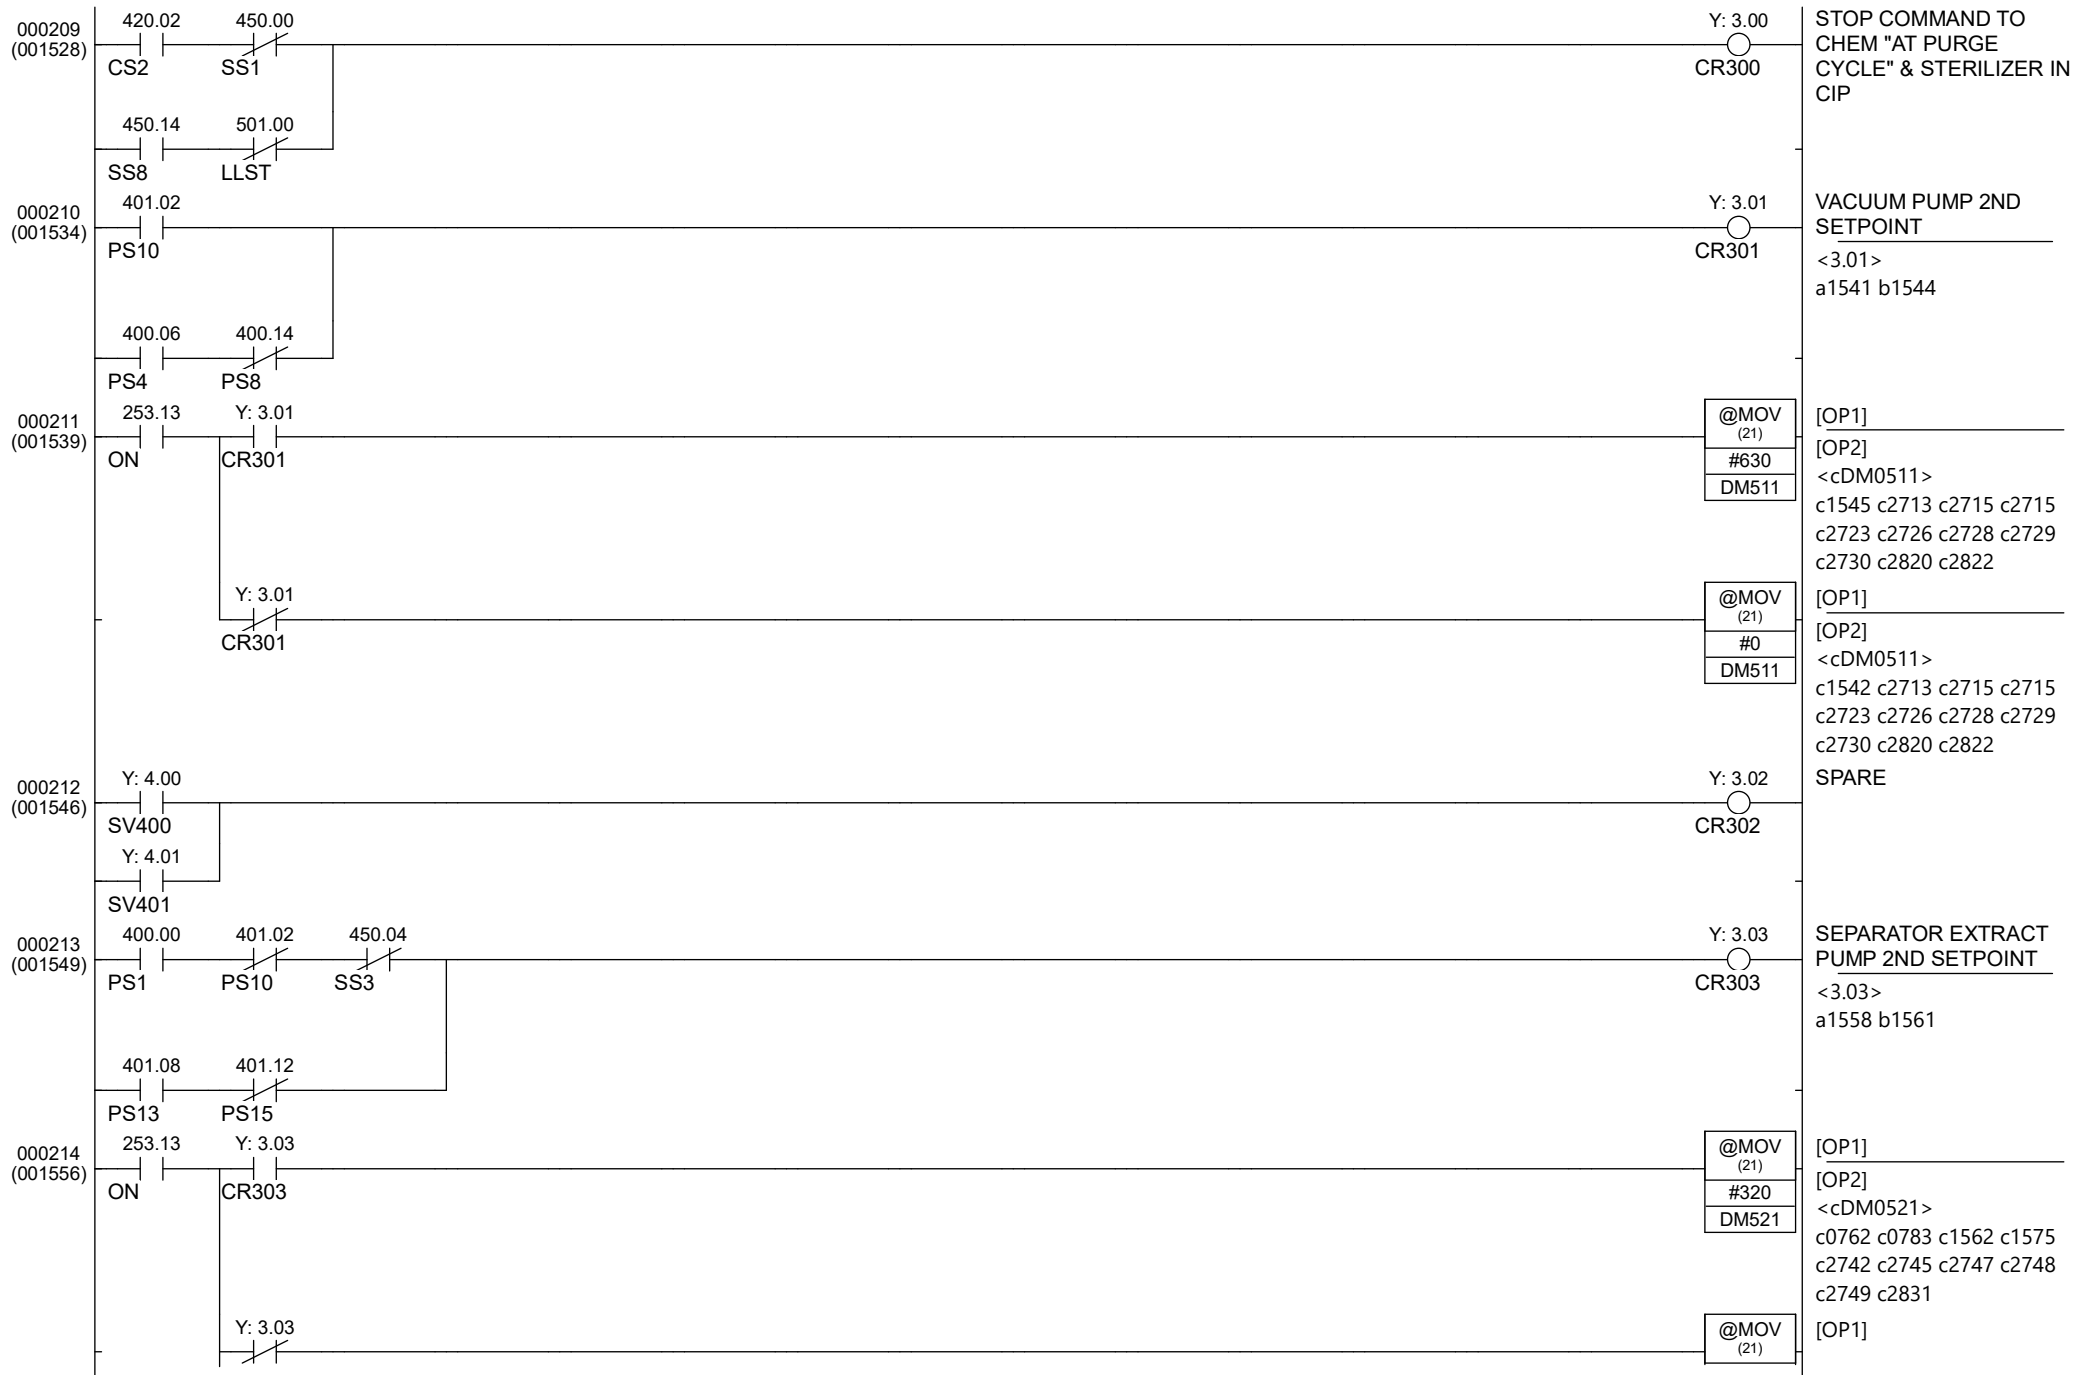 000209
(001528)
420.02 450.00 Y: 3.00
CS2 SS1 CR300
STOP COMMAND TO
CHEM "AT PURGE
CYCLE" & STERILIZER IN
CIP
450.14 501.00
SS8 LLST
000210
(001534)
401.02 Y: 3.01
PS10 CR301
VACUUM PUMP 2ND
SETPOINT
<3.01>
a1541 b1544
400.06 400.14
PS4 PS8
000211
(001539)
253.13 Y: 3.01
ON CR301
@MOV
(21)
#630
DM511
[OP1]
[OP2]
<cDM0511>
c1545 c2713 c2715 c2715
c2723 c2726 c2728 c2729
c2730 c2820 c2822
Y: 3.01
CR301
@MOV
(21)
#0
DM511
[OP1]
[OP2]
<cDM0511>
c1542 c2713 c2715 c2715
c2723 c2726 c2728 c2729
c2730 c2820 c2822
000212
(001546)
Y: 4.00 Y: 3.02
SV400 CR302
SPARE
Y: 4.01
SV401
000213
(001549)
400.00 401.02 450.04 Y: 3.03
PS1 PS10 SS3 CR303
SEPARATOR EXTRACT
PUMP 2ND SETPOINT
<3.03>
a1558 b1561
401.08 401.12
PS13 PS15
000214
(001556)
253.13 Y: 3.03
ON CR303
@MOV
(21)
#320
DM521
[OP1]
[OP2]
<cDM0521>
c0762 c0783 c1562 c1575
c2742 c2745 c2747 c2748
c2749 c2831
Y: 3.03
@MOV
(21)
[OP1]